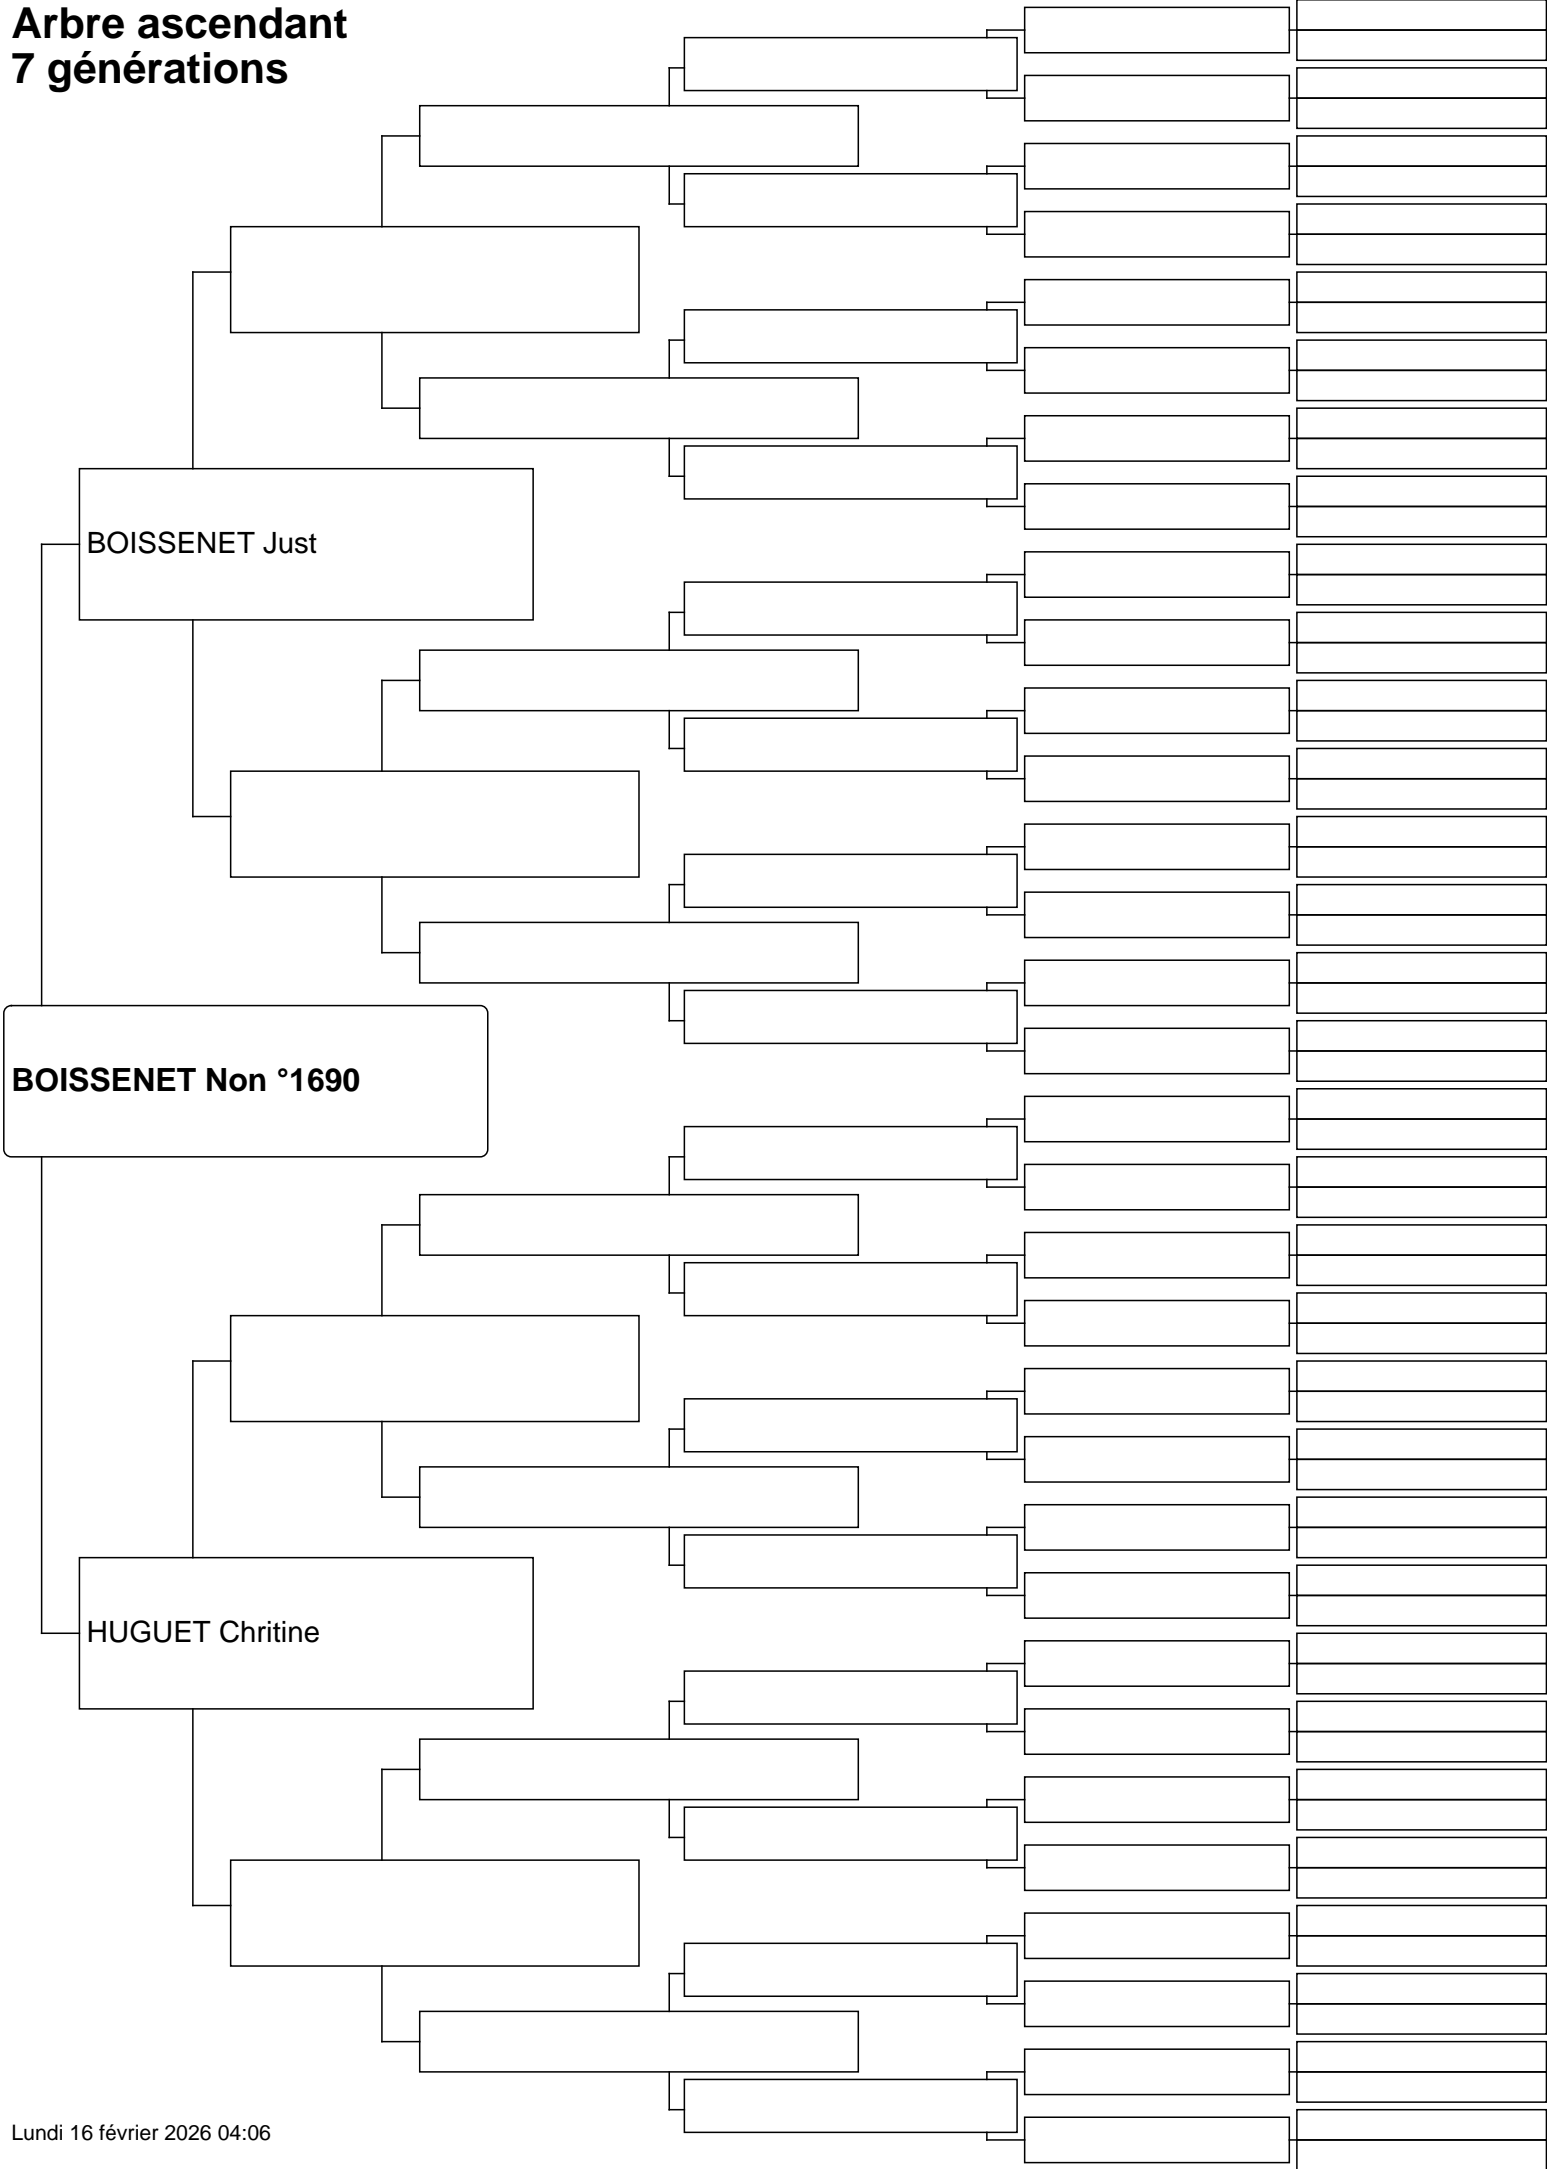 Arbre ascendant
7 générations
BOISSENET Just
BOISSENET Non °1690
HUGUET Chritine
Lundi 16 février 2026 04:06